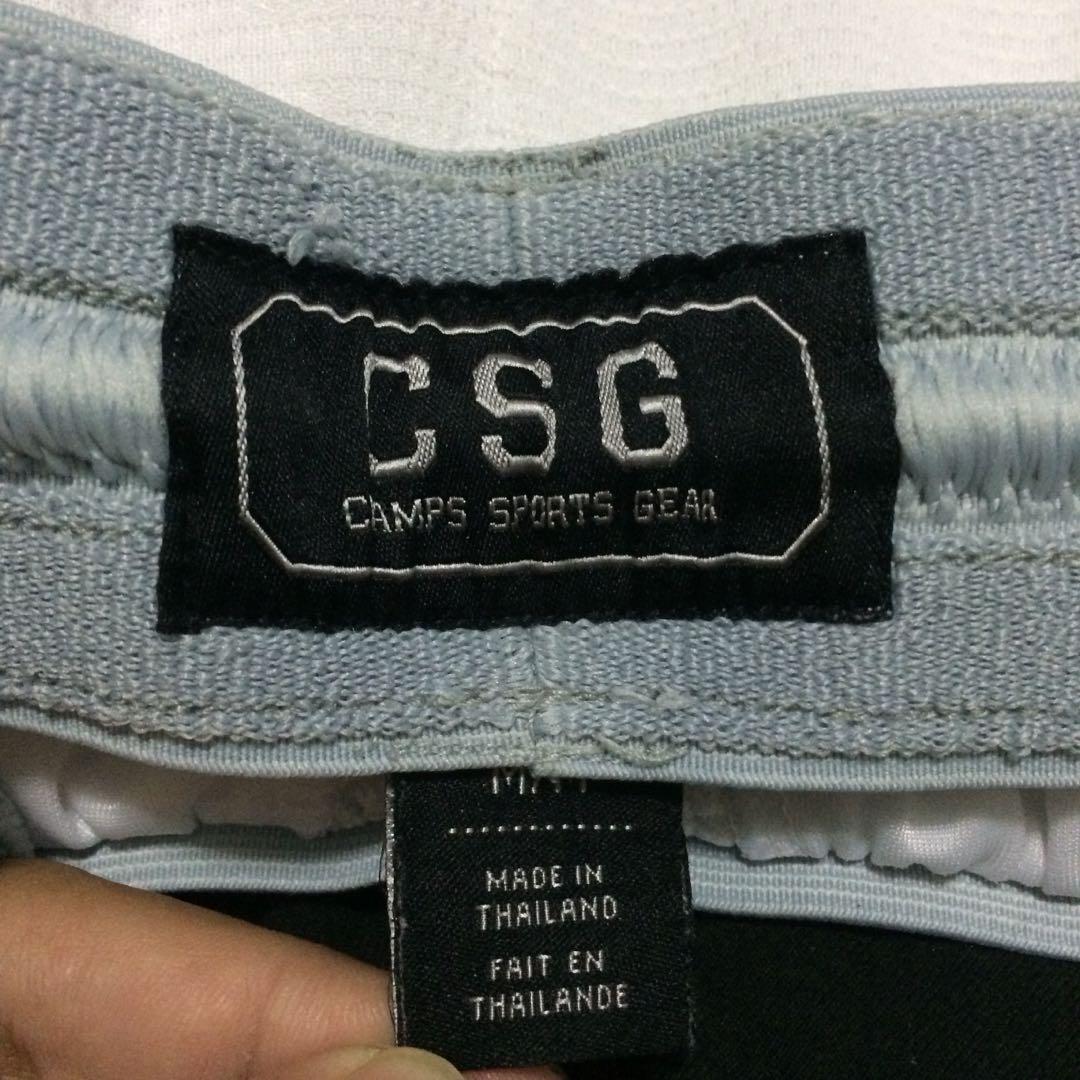 CSG
CAMPS SPORTS GEAR
MADE IN
THAILAND
FAIT EN
THAILANDE